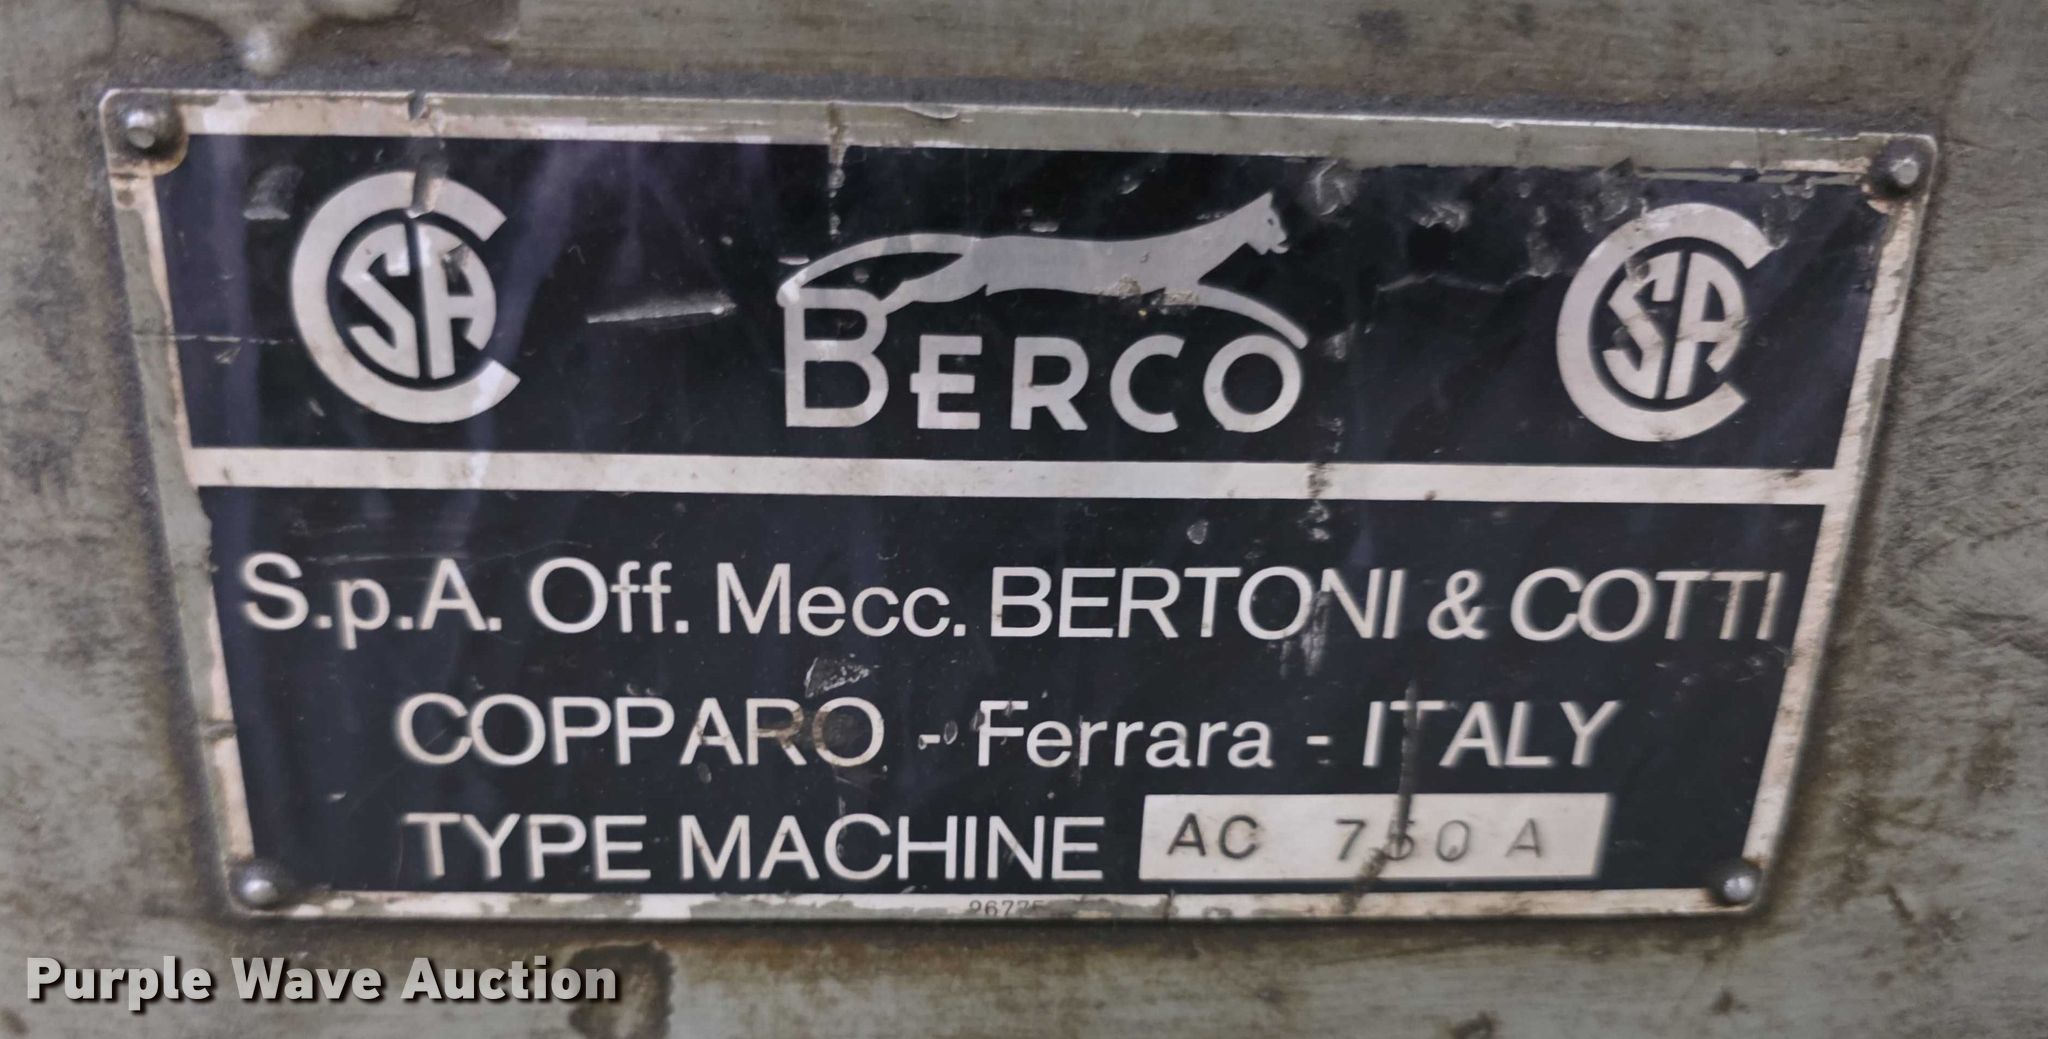 CSA BERCO CSA
S.p.A. Off. Mecc. BERTONI & COTTI
COPPARO - Ferrara - ITALY
TYPE MACHINE AC 750 A
Purple Wave Auction